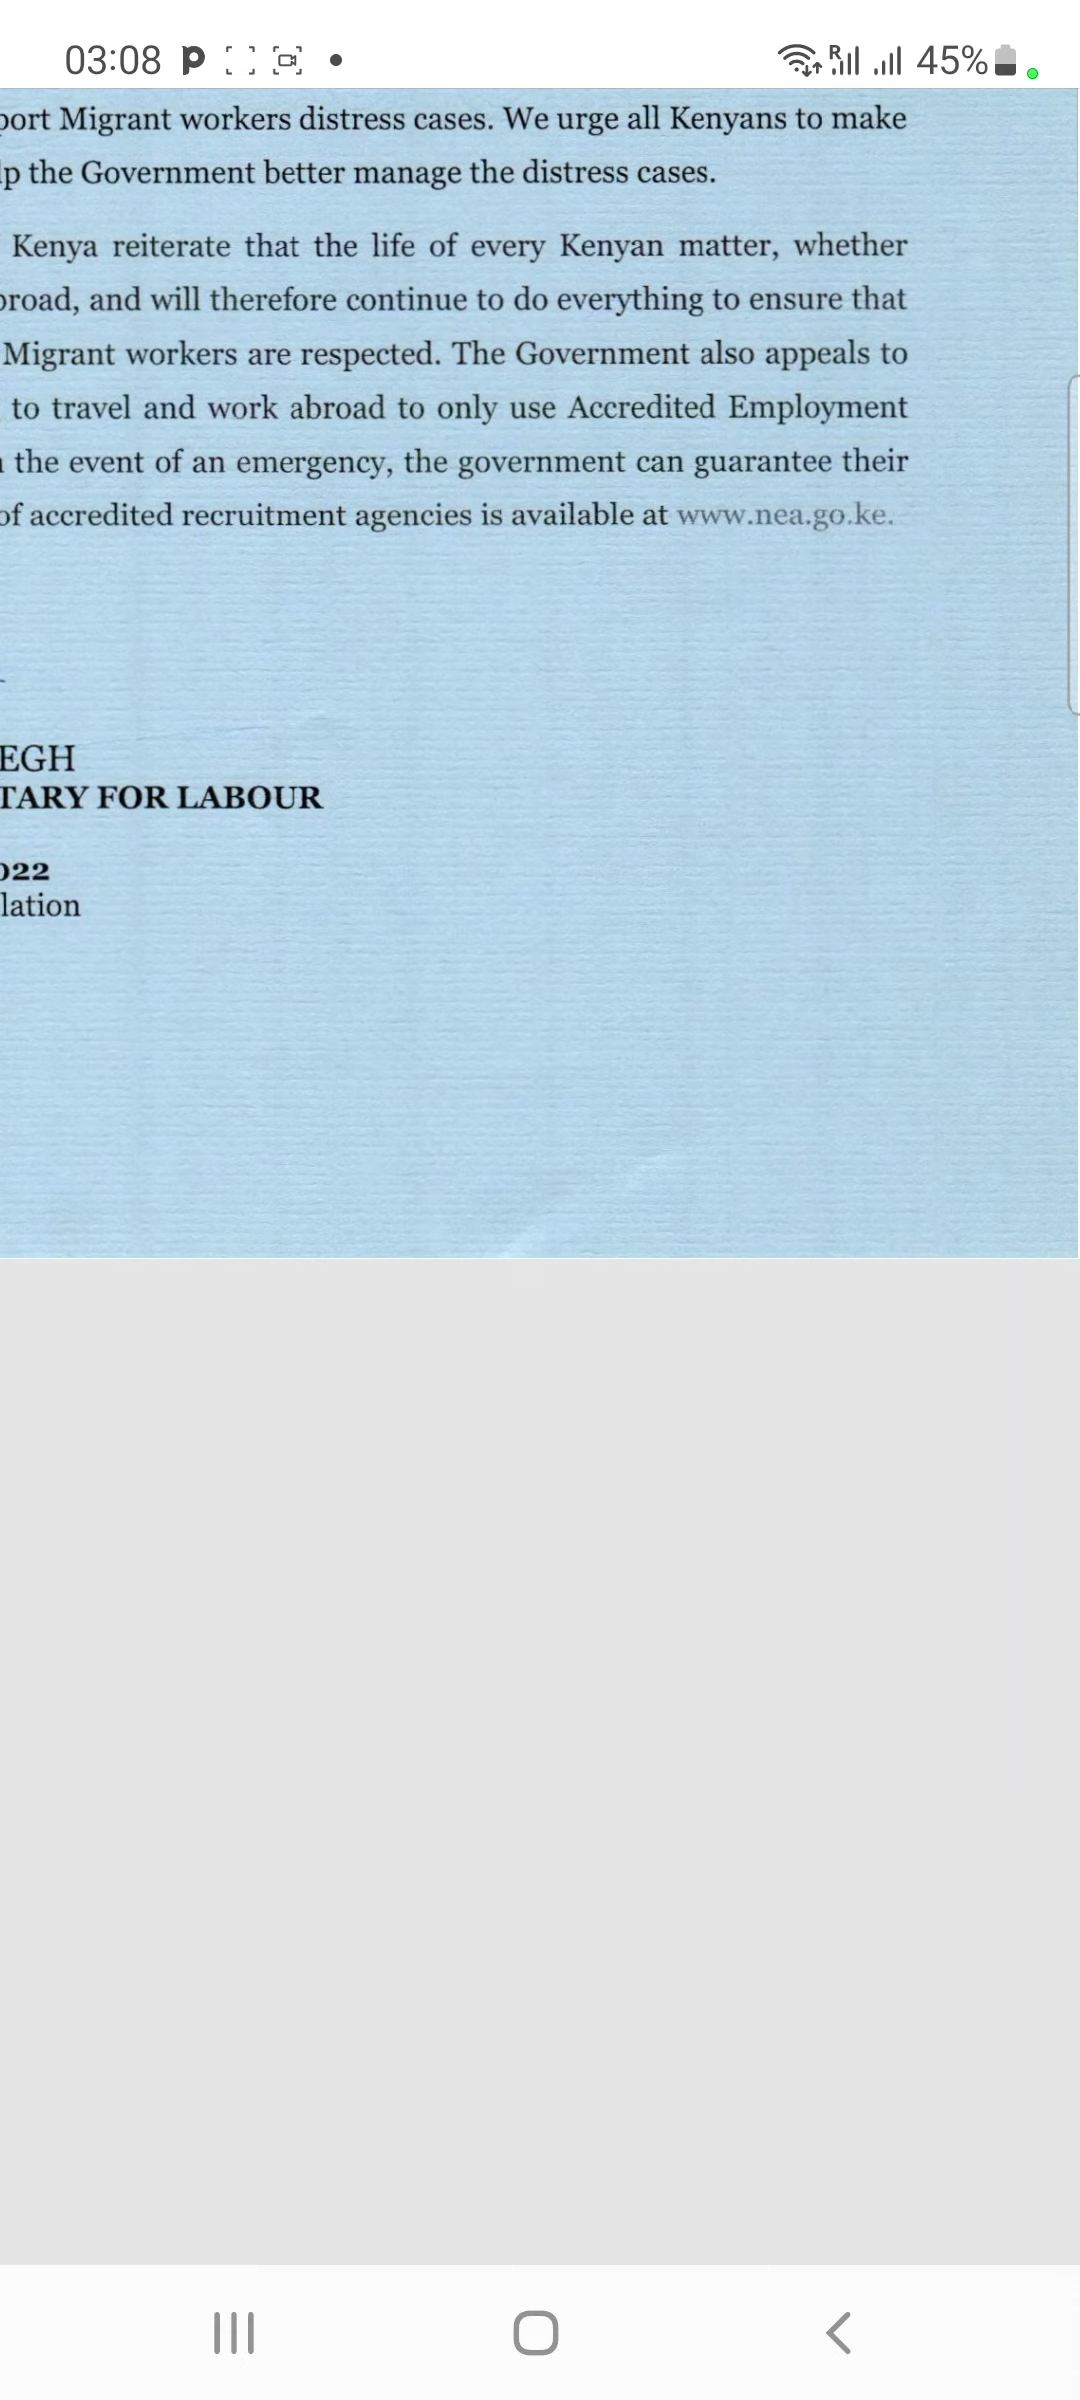 03:08 45%
port Migrant workers distress cases. We urge all Kenyans to make
lp the Government better manage the distress cases.
Kenya reiterate that the life of every Kenyan matter, whether
broad, and will therefore continue to do everything to ensure that
Migrant workers are respected. The Government also appeals to
to travel and work abroad to only use Accredited Employment
the event of an emergency, the government can guarantee their
of accredited recruitment agencies is available at www.nea.go.ke.
EGH
TARY FOR LABOUR
022
lation